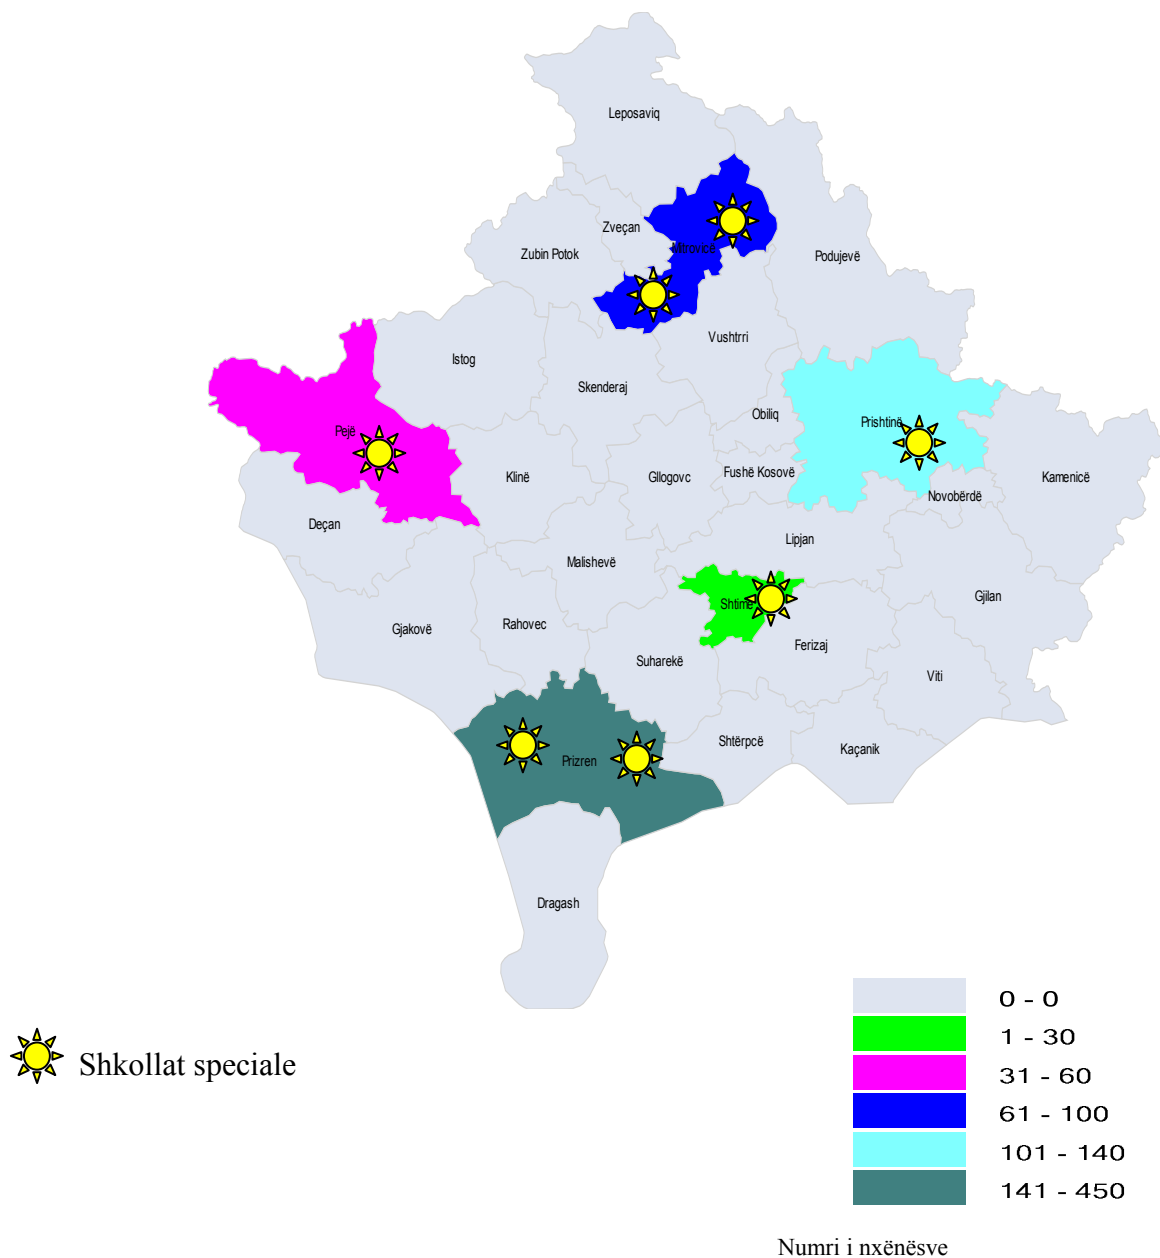 Leposaviq
Zveçan
Mitrovicë
Zubin Potok
Podujevë
Vushtrri
Istog
Skenderaj
Obiliq
Prishtinë
Pejë
Fushë Kosovë
Klinë
Gllogovc
Kamenicë
Novobërdë
Deçan
Lipjan
Malishevë
Gjilan
Shtime
Rahovec
Gjakovë
Ferizaj
Suharekë
Viti
Shtërpcë
Kaçanik
Prizren
Dragash
0 - 0
1 - 30
Shkollat speciale
31 - 60
61 - 100
101 - 140
141 - 450
Numri i nxënësve